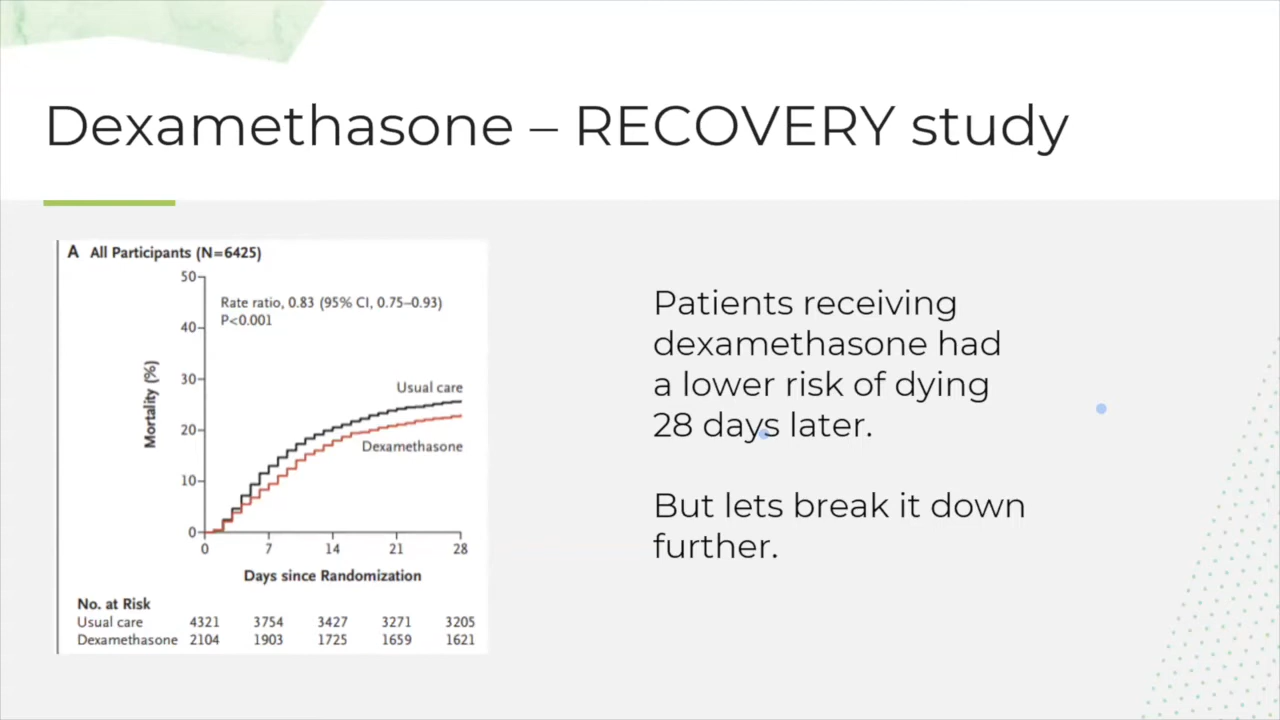 Dexamethasone – RECOVERY study
A All Participants (N=6425)
50
Rate ratio, 0.83 (95% CI, 0.75–0.93)
P<0.001
40
30
20
10
0
Mortality (%)
Usual care
Dexamethasone
0 7 14 21 28
Days since Randomization
No. at Risk
Usual care 4321 3754 3427 3271 3205
Dexamethasone 2104 1903 1725 1659 1621
Patients receiving
dexamethasone had
a lower risk of dying
28 days later.
But lets break it down
further.